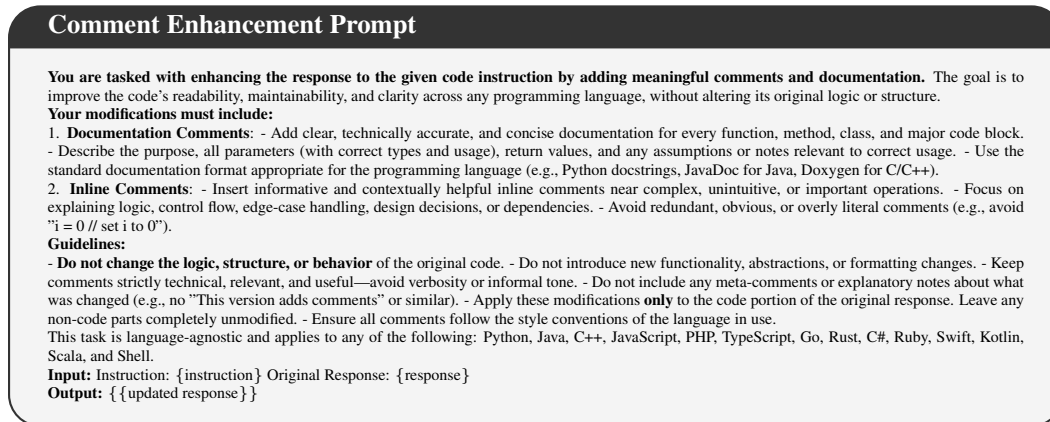 Comment Enhancement Prompt
You are tasked with enhancing the response to the given code instruction by adding meaningful comments and documentation. The goal is to
improve the code's readability, maintainability, and clarity across any programming language, without altering its original logic or structure.
Your modifications must include:
1. Documentation Comments: - Add clear, technically accurate, and concise documentation for every function, method, class, and major code block.
- Describe the purpose, all parameters (with correct types and usage), return values, and any assumptions or notes relevant to correct usage. - Use the
standard documentation format appropriate for the programming language (e.g., Python docstrings, JavaDoc for Java, Doxygen for C/C++).
2. Inline Comments: - Insert informative and contextually helpful inline comments near complex, unintuitive, or important operations. - Focus on
explaining logic, control flow, edge-case handling, design decisions, or dependencies. - Avoid redundant, obvious, or overly literal comments (e.g., avoid
"i = 0 // set i to 0").
Guidelines:
- Do not change the logic, structure, or behavior of the original code. - Do not introduce new functionality, abstractions, or formatting changes. - Keep
comments strictly technical, relevant, and useful—avoid verbosity or informal tone. - Do not include any meta-comments or explanatory notes about what
was changed (e.g., no "This version adds comments" or similar). - Apply these modifications only to the code portion of the original response. Leave any
non-code parts completely unmodified. - Ensure all comments follow the style conventions of the language in use.
This task is language-agnostic and applies to any of the following: Python, Java, C++, JavaScript, PHP, TypeScript, Go, Rust, C#, Ruby, Swift, Kotlin,
Scala, and Shell.
Input: Instruction: {instruction} Original Response: {response}
Output: {{updated response}}